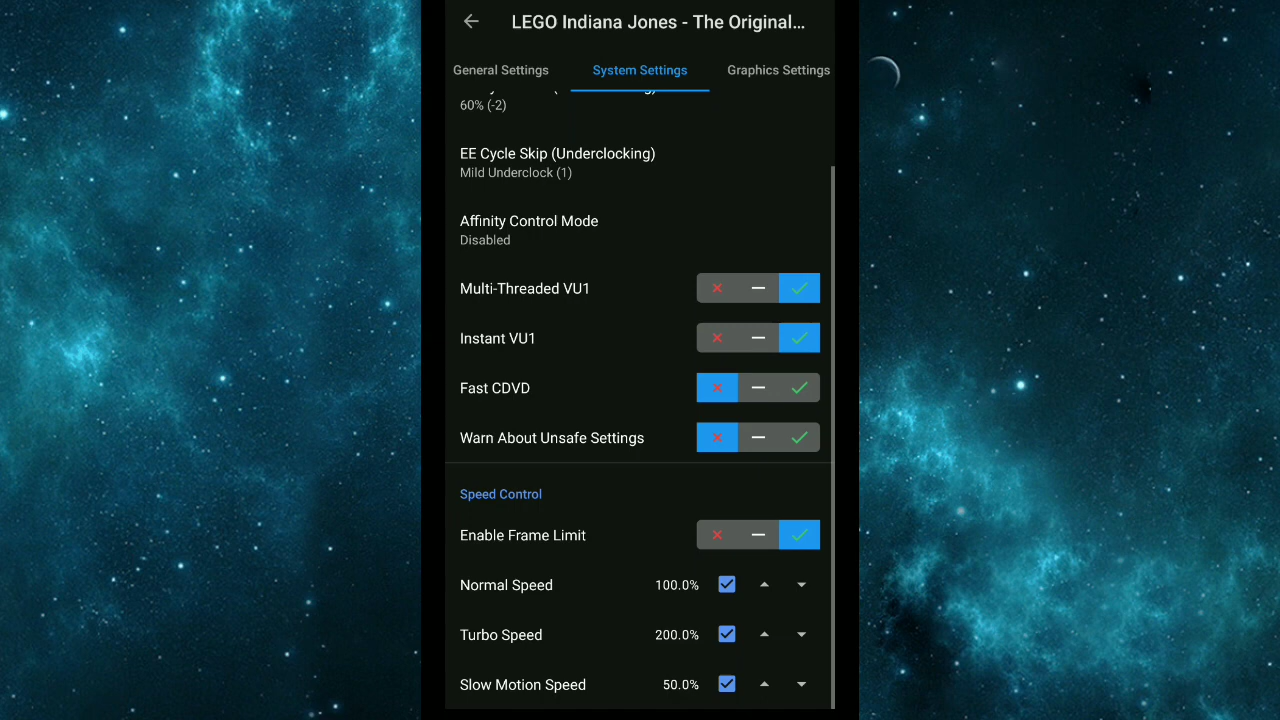 LEGO Indiana Jones - The Original...
General Settings
System Settings
Graphics Settings
60% (-2)
EE Cycle Skip (Underclocking)
Mild Underclock (1)
Affinity Control Mode
Disabled
Multi-Threaded VU1
Instant VU1
Fast CDVD
Warn About Unsafe Settings
Speed Control
Enable Frame Limit
Normal Speed 100.0%
Turbo Speed 200.0%
Slow Motion Speed 50.0%